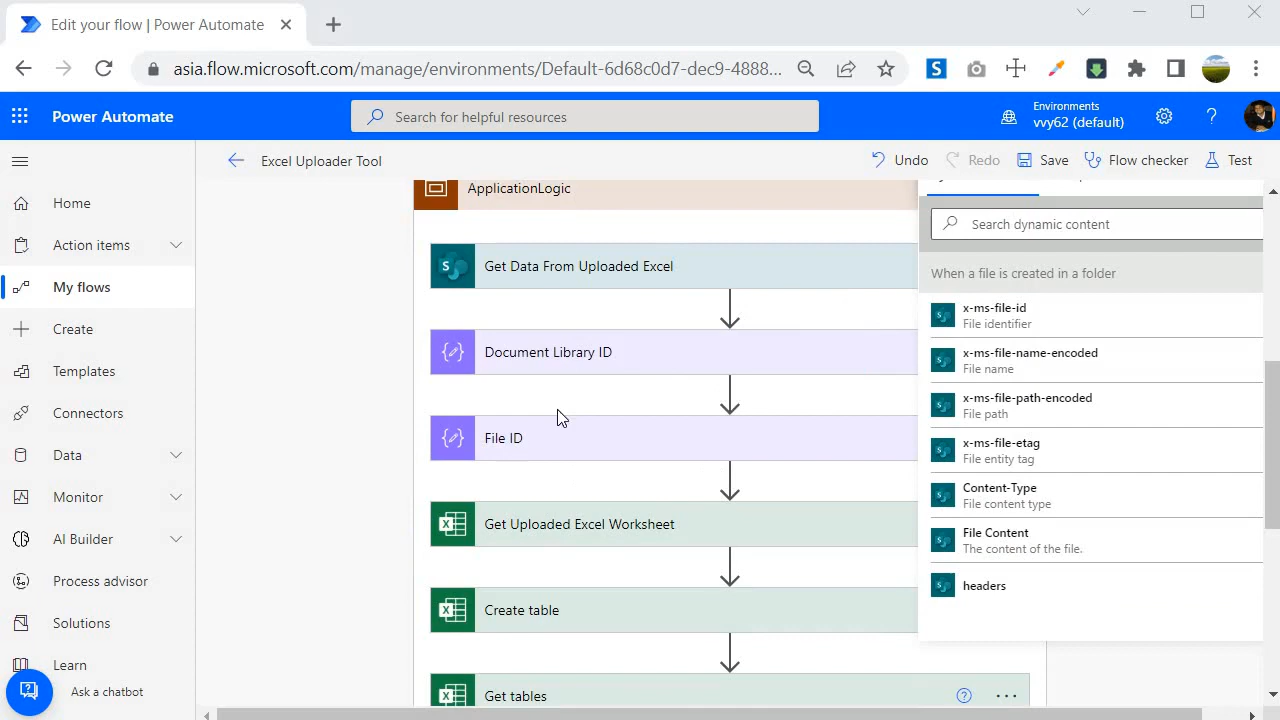 Edit your flow | Power Automate
asia.flow.microsoft.com/manage/environments/Default-6d68c0d7-dec9-4888...
S
Power Automate
Search for helpful resources
Environments
vvy62 (default)
Excel Uploader Tool
Undo
Redo
Save
Flow checker
Test
Home
Action items
My flows
Create
Templates
Connectors
Data
Monitor
AI Builder
Process advisor
Solutions
Learn
Ask a chatbot
ApplicationLogic
Get Data From Uploaded Excel
Document Library ID
File ID
Get Uploaded Excel Worksheet
Create table
Get tables
Search dynamic content
When a file is created in a folder
x-ms-file-id
File identifier
x-ms-file-name-encoded
File name
x-ms-file-path-encoded
File path
x-ms-file-etag
File entity tag
Content-Type
File content type
File Content
The content of the file.
headers